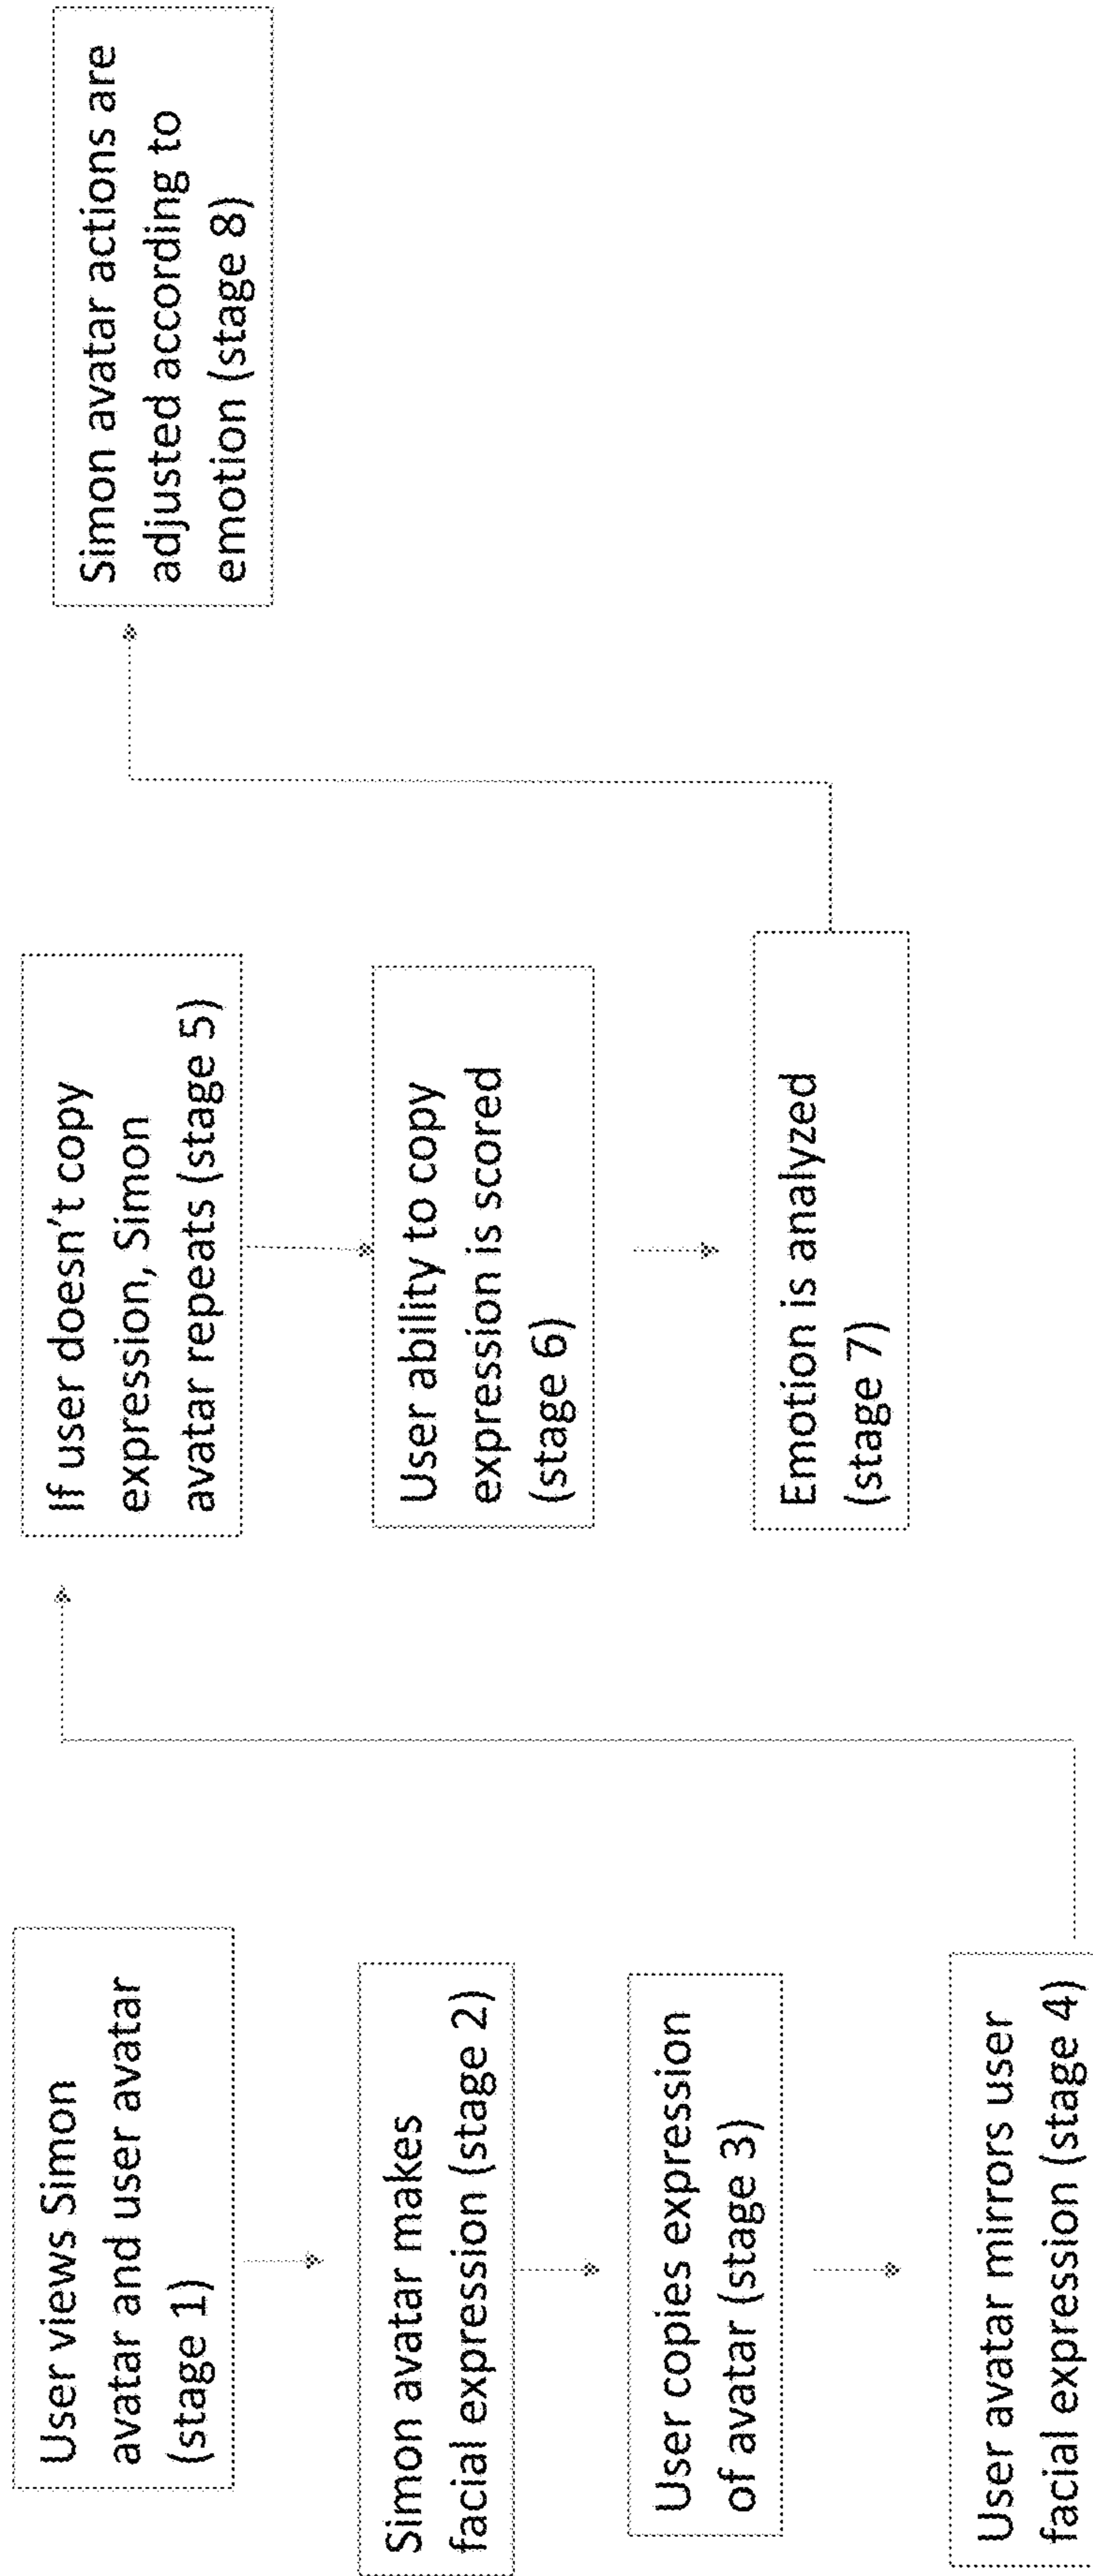 User views Simon
avatar and user avatar
(stage 1)
Simon avatar makes
facial expression (stage 2)
User copies expression
of avatar (stage 3)
User avatar mirrors user
facial expression (stage 4)
If user doesn't copy
expression, Simon
avatar repeats (stage 5)
User ability to copy
expression is scored
(stage 6)
Emotion is analyzed
(stage 7)
Simon avatar actions are
adjusted according to
emotion (stage 8)